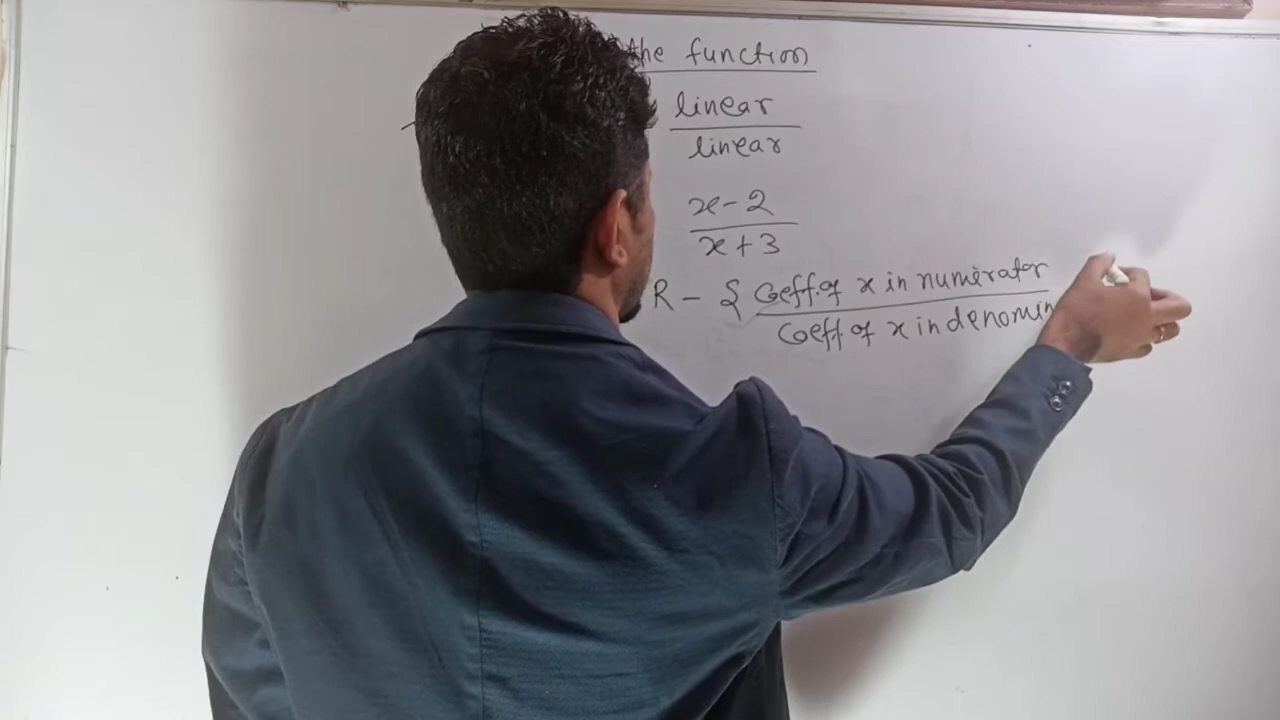 the function
linear
linear
x - 2
x + 3
R - { Coeff. of x in numerator
Coeff. of x in denomin